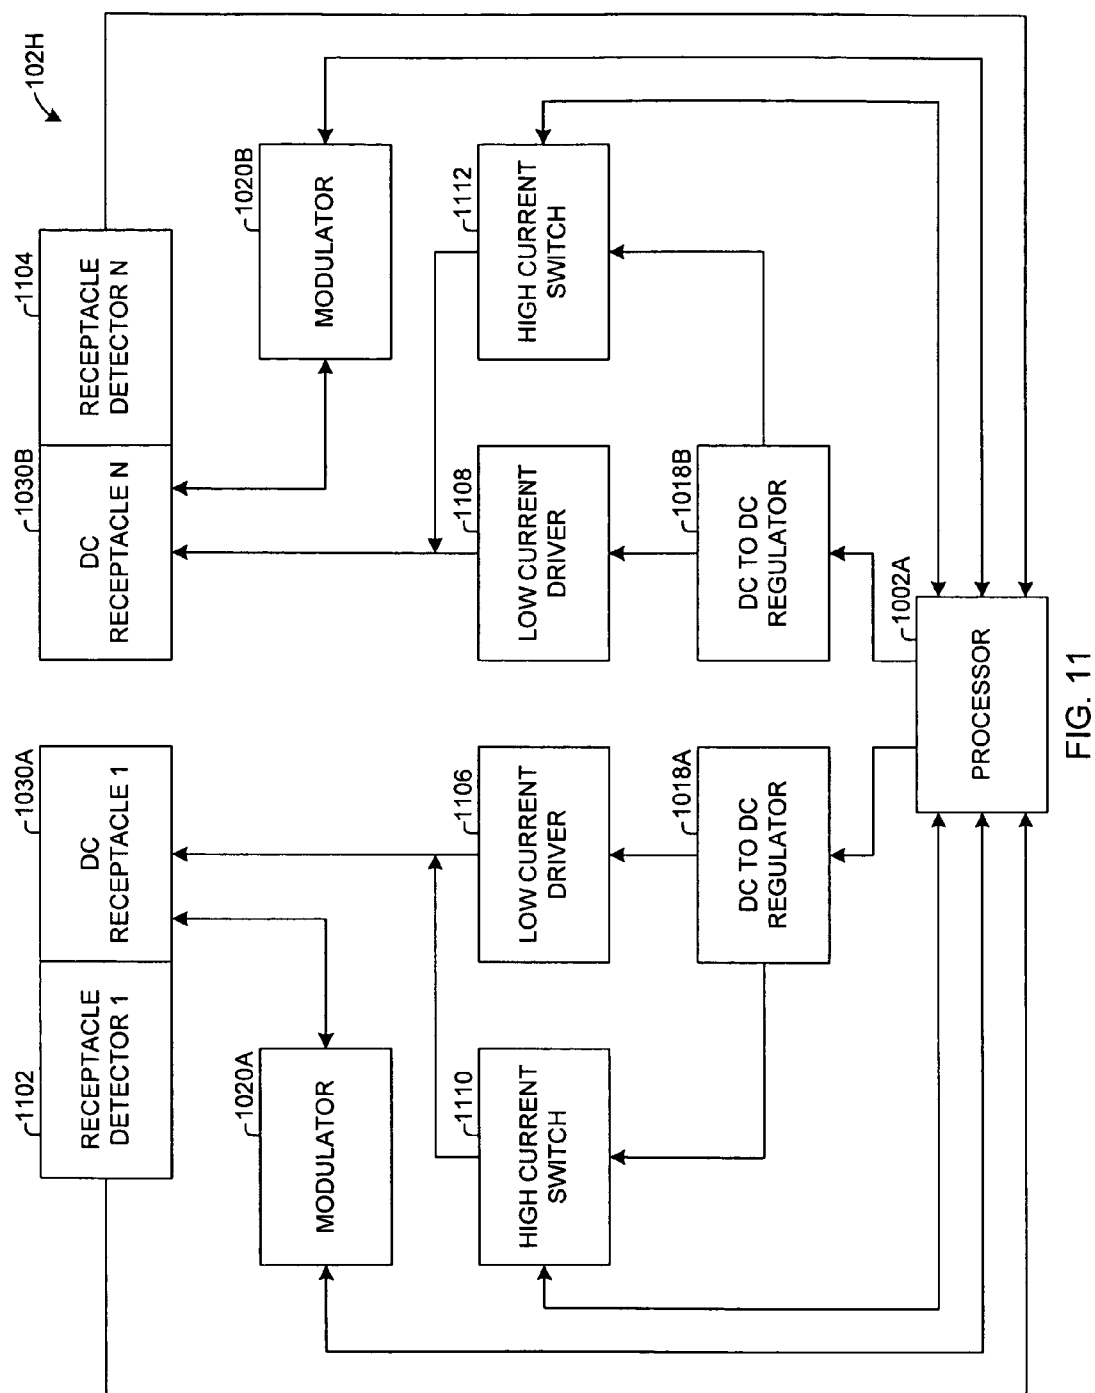 102H
1102
RECEPTACLE
DETECTOR 1
1030A
DC
RECEPTACLE 1
1030B
DC
RECEPTACLE N
1104
RECEPTACLE
DETECTOR N
1020A
MODULATOR
1020B
MODULATOR
1110
HIGH CURRENT
SWITCH
1106
LOW CURRENT
DRIVER
1108
LOW CURRENT
DRIVER
1112
HIGH CURRENT
SWITCH
1018A
DC TO DC
REGULATOR
1018B
DC TO DC
REGULATOR
1002A
PROCESSOR
FIG. 11